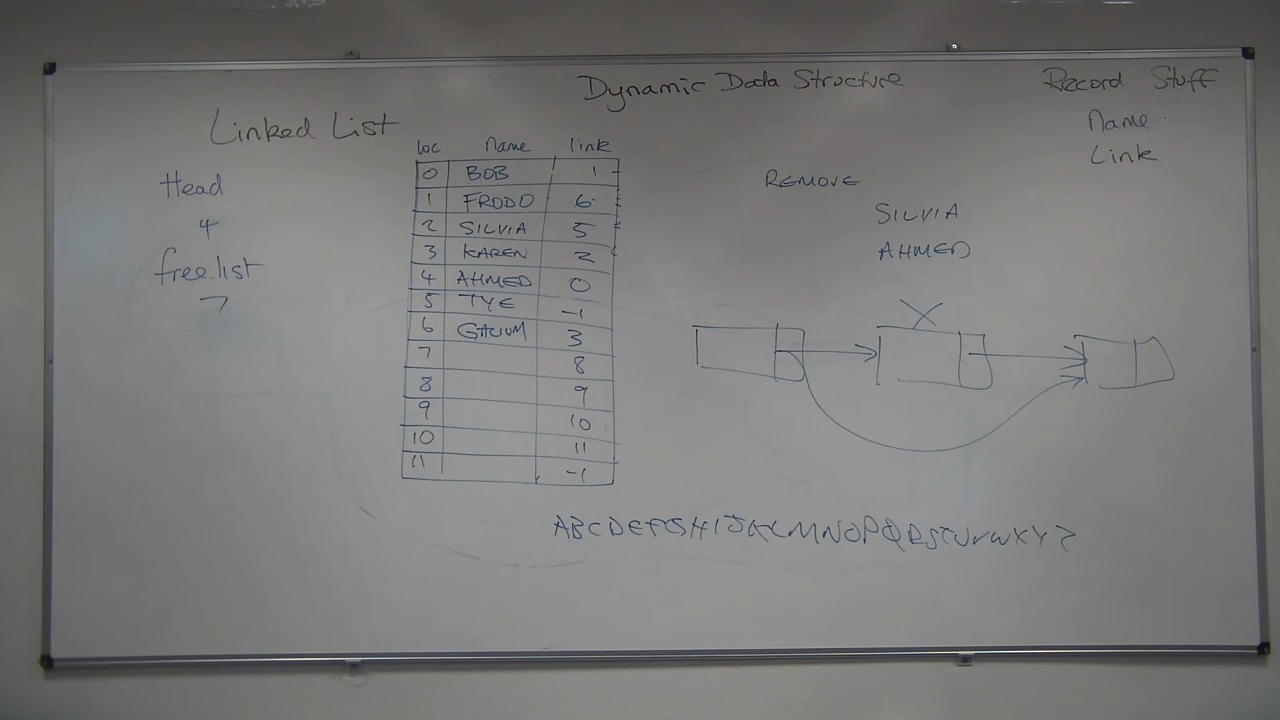 Dynamic Data Structure
Record Stuff
Name
Link
Linked List
Head
4
free list
7
loc name link
0 BOB 1
1 FRODO 6
2 SILVIA 5
3 KAREN 2
4 AHMED 0
5 TYE -1
6 3
7 8
8 9
9 10
10 11
11 -1
REMOVE
SILVIA
AHMED
X
ABCDEFGHIJKLMNOPQRSTUVWXYZ